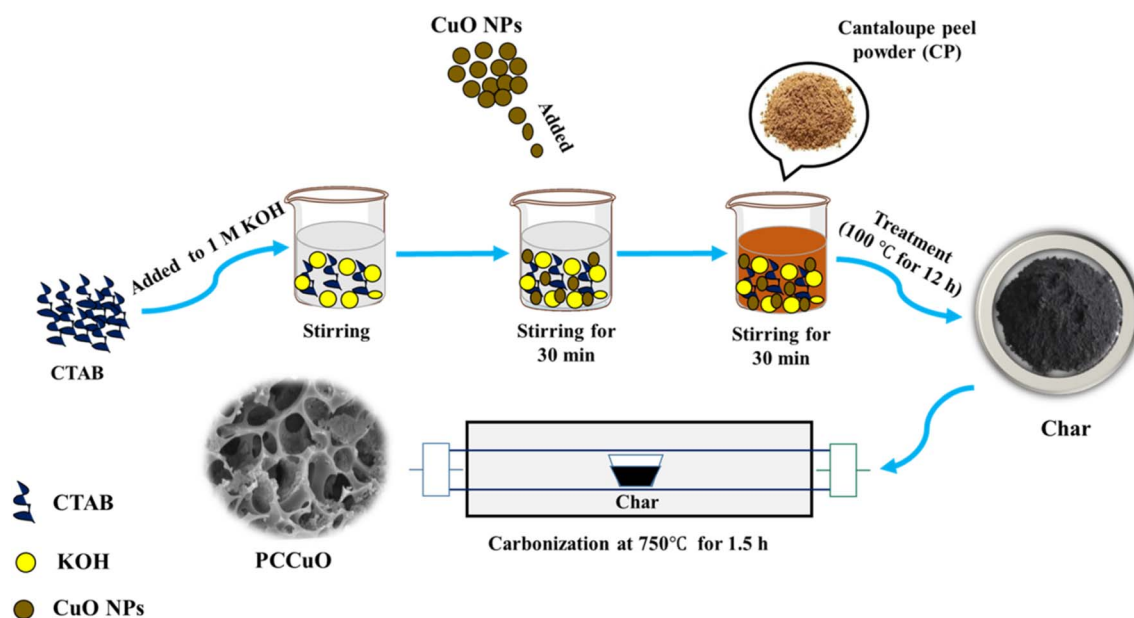 CuO NPs
Added
Cantaloupe peel
powder (CP)
Added to 1 M KOH
CTAB
Stirring
Stirring for
30 min
Stirring for
30 min
Treatment
(100 °C for 12 h)
Char
Char
Carbonization at 750℃ for 1.5 h
PCCuO
CTAB
KOH
CuO NPs